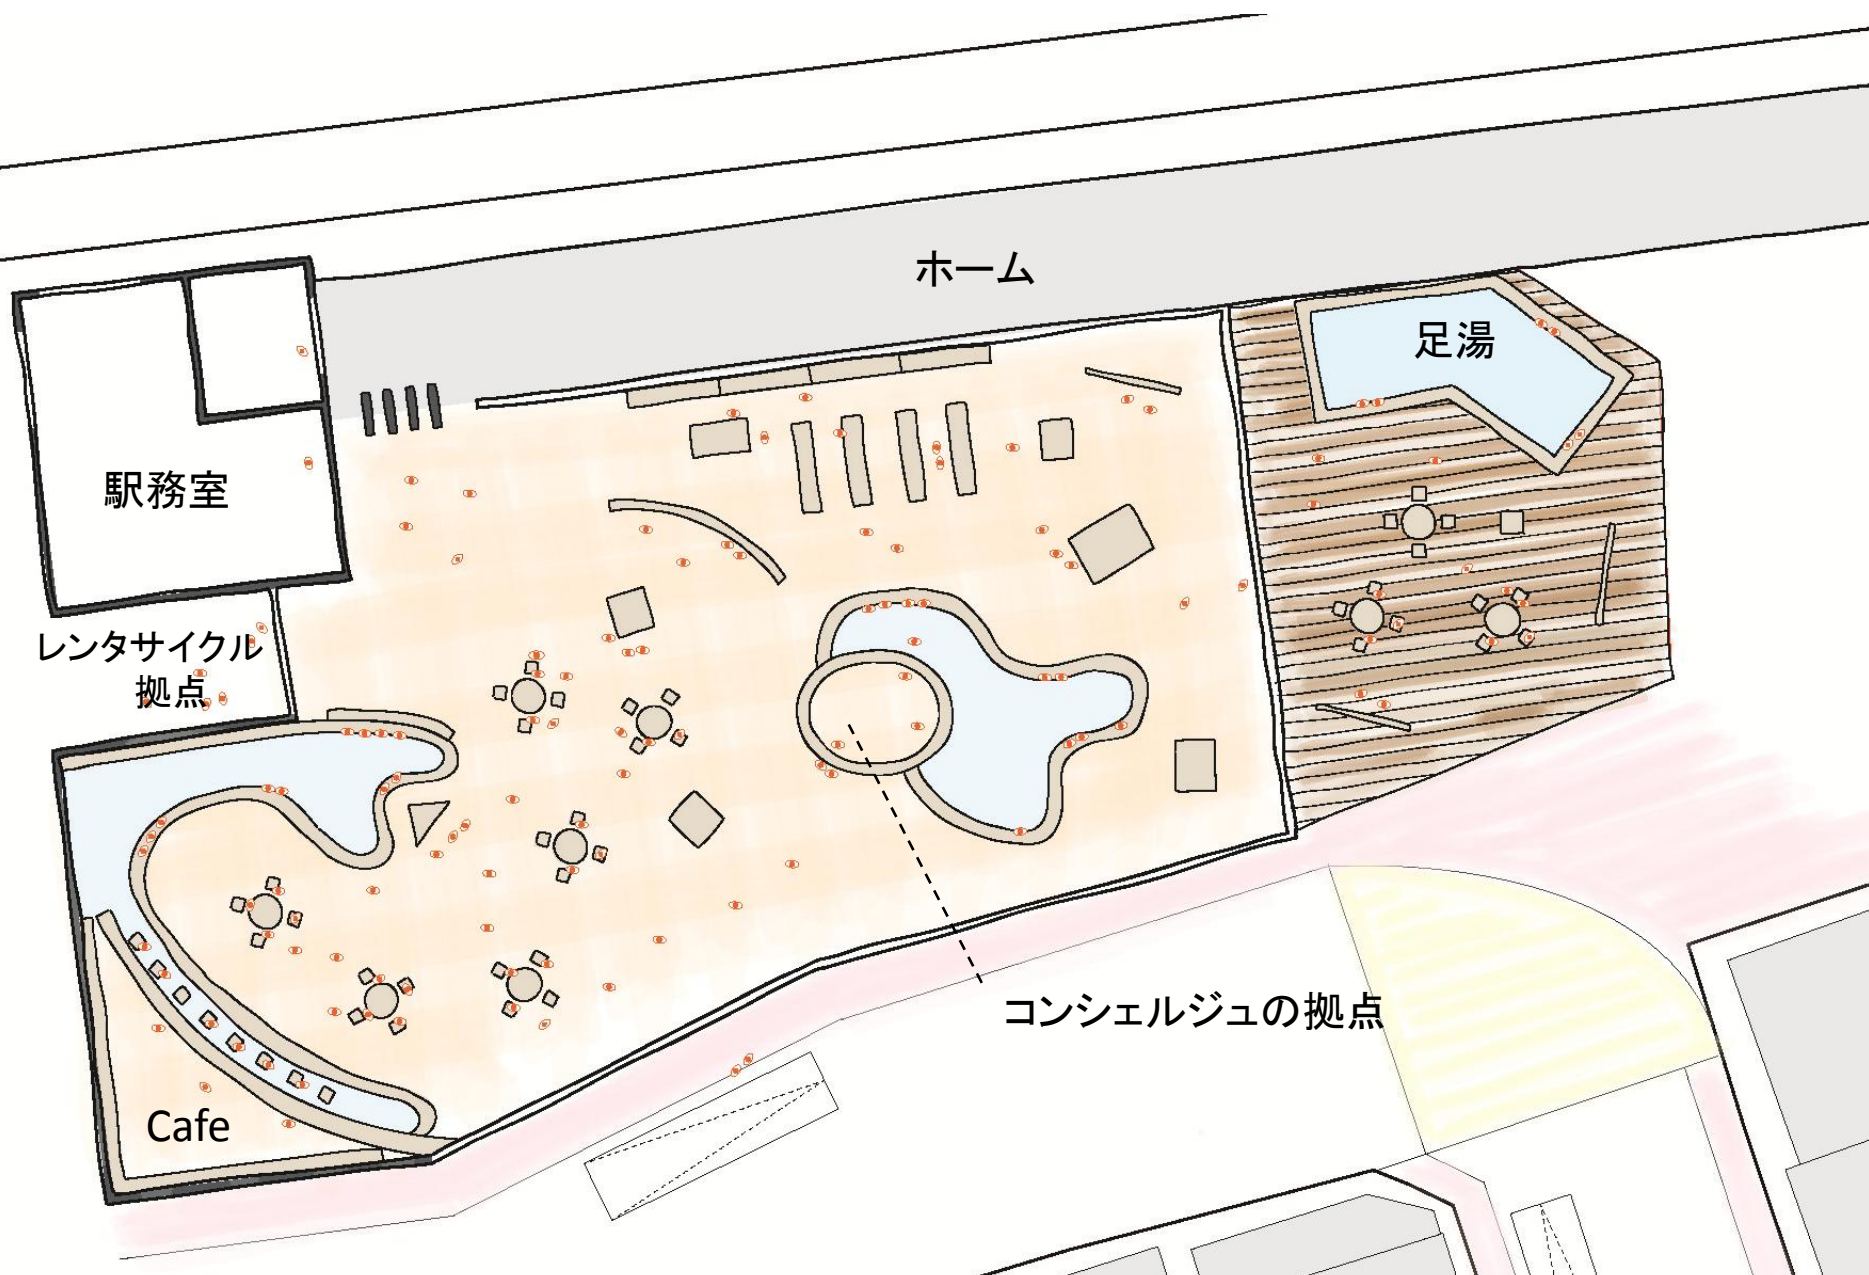 ホーム
足湯
駅務室
レンタサイクル
拠点
コンシェルジュの拠点
Cafe